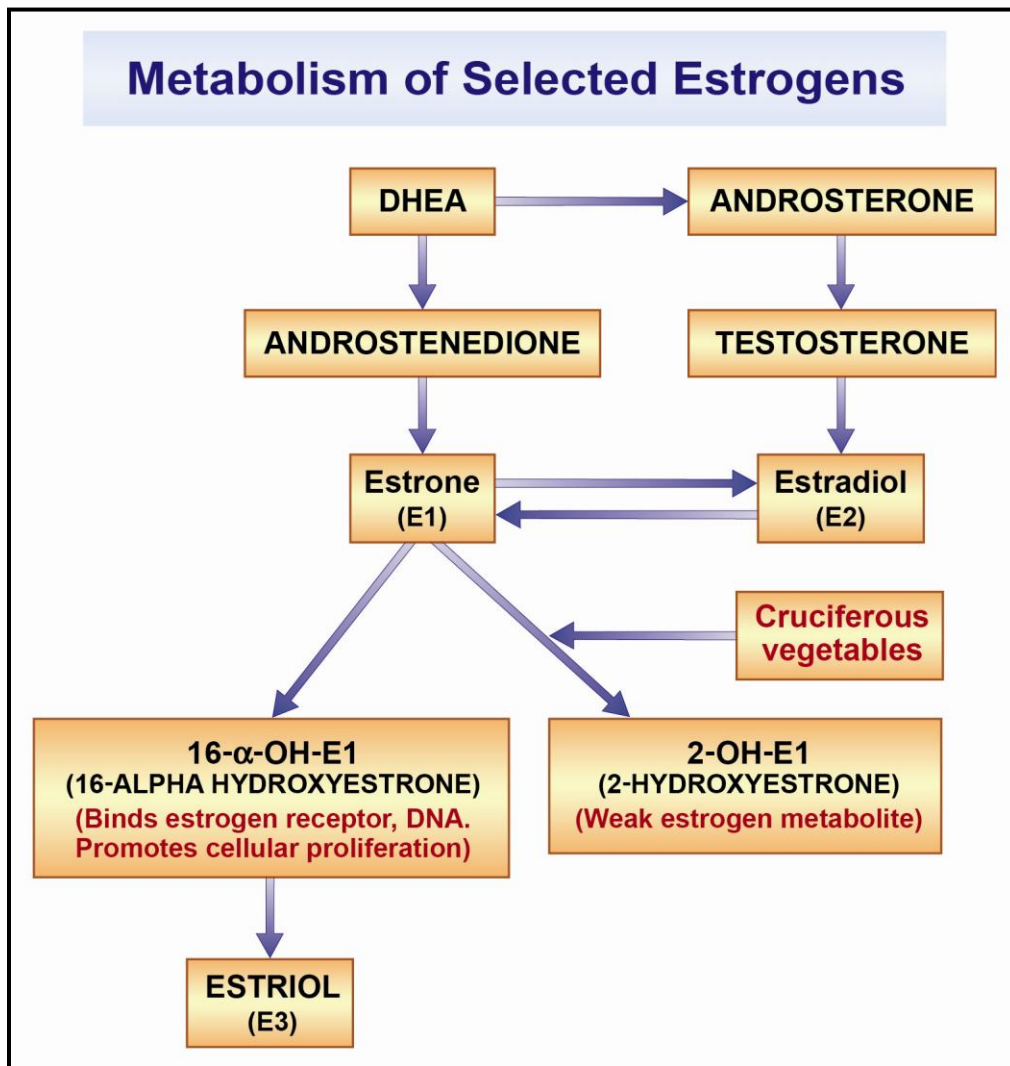 Metabolism of Selected Estrogens
DHEA
ANDROSTERONE
ANDROSTENEDIONE
TESTOSTERONE
Estrone
(E1)
Estradiol
(E2)
Cruciferous
vegetables
16-α-OH-E1
(16-ALPHA HYDROXYESTRONE)
(Binds estrogen receptor, DNA.
Promotes cellular proliferation)
2-OH-E1
(2-HYDROXYESTRONE)
(Weak estrogen metabolite)
ESTRIOL
(E3)